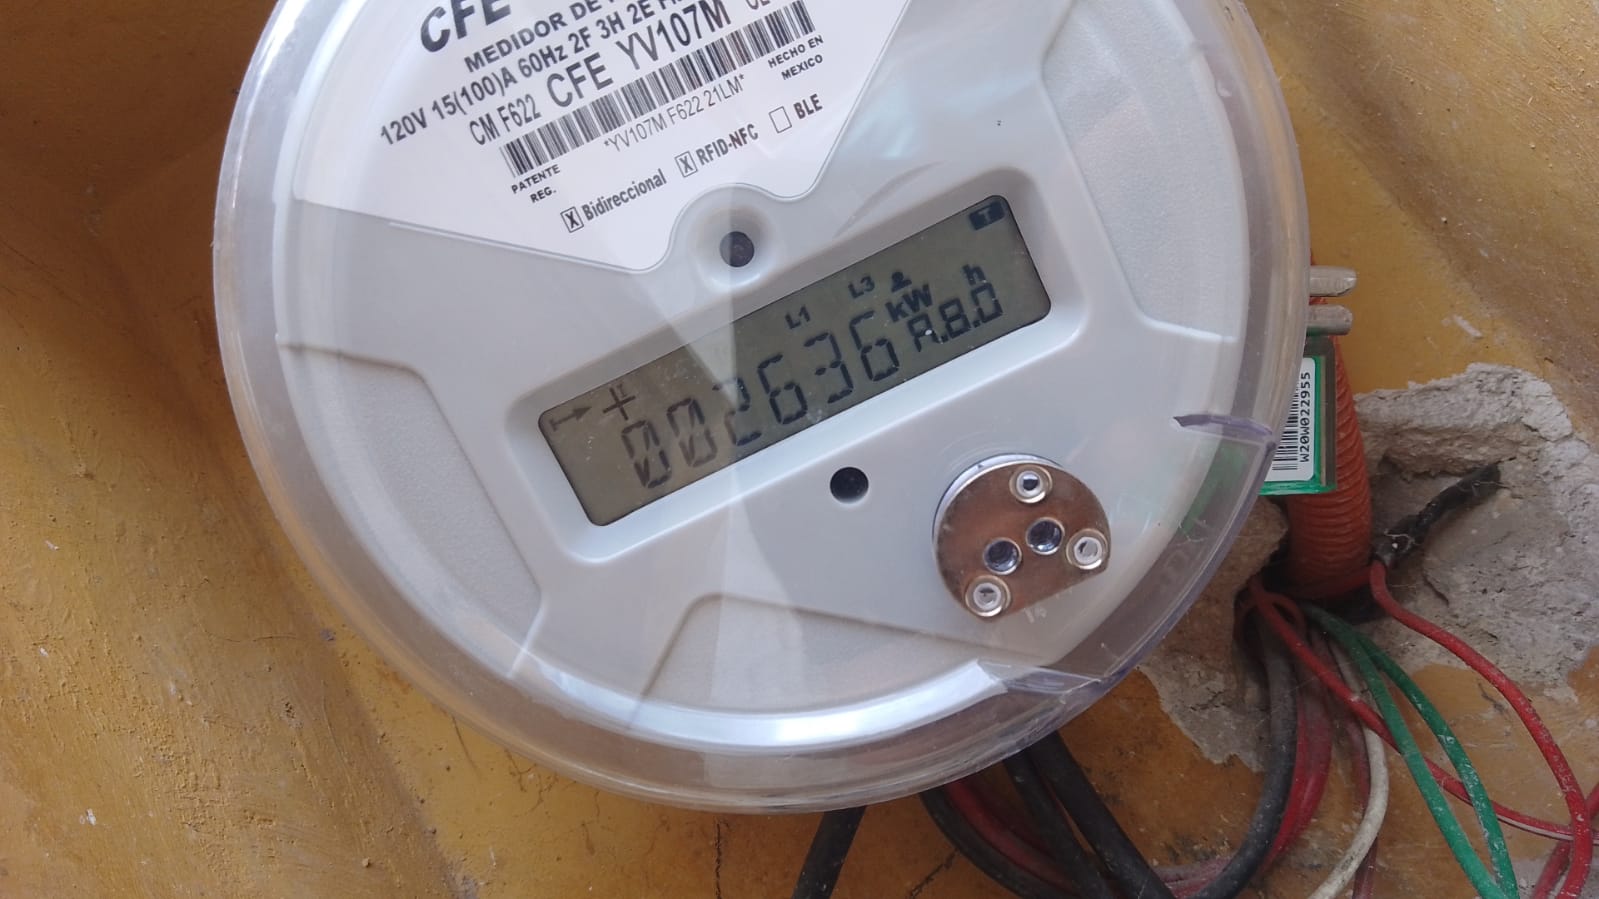 CFE
MEDIDOR DE
120V 15(100)A 60Hz 2F 3H 2E
CM F622 CFE YV107M
*YV107M F622 21LM*
HECHO EN
MEXICO
PATENTE
REG.
X Bidireccional X RFID-NFC BLE
T
L1 L3 kW h
002636 A.B.D
W20W022955